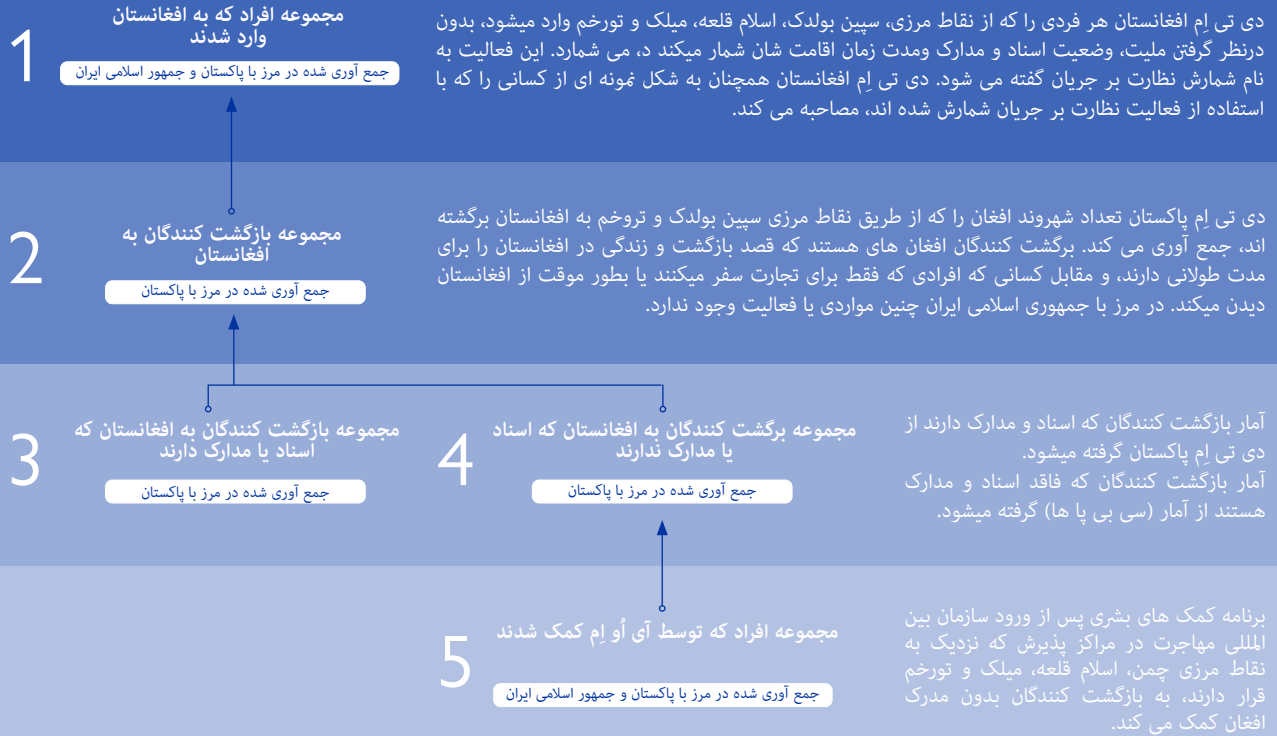 1
مجموعه افراد که به افغانستان
وارد شدند
جمع آوری شده در مرز با پاکستان و جمهور اسلامی ایران
دی تی اِم افغانستان هر فردی را که از نقاط مرزی، سپین بولدک، اسلام قلعه، میلک و تورخم وارد میشود، بدون
درنظر گرفتن ملیت، وضعیت اسناد و مدارک ومدت زمان اقامت شان شمار میکند د، می شمارد. این فعالیت به
نام شمارش نظارت بر جریان گفته می شود. دی تی اِم افغانستان همچنان به شکل نمونه ای از کسانی را که با
استفاده از فعالیت نظارت بر جریان شمارش شده اند، مصاحبه می کند.
2
مجموعه بازگشت کنندگان به
افغانستان
جمع آوری شده در مرز با پاکستان
دی تی اِم پاکستان تعداد شهروند افغان را که از طریق نقاط مرزی سپین بولدک و تروخم به افغانستان برگشته
اند، جمع آوری می کند. برگشت کنندگان افغان های هستند که قصد بازگشت و زندگی در افغانستان را برای
مدت طولانی دارند، و مقابل کسانی که افرادی که فقط برای تجارت سفر میکنند یا بطور موقت از افغانستان
دیدن میکند. در مرز با جمهوری اسلامی ایران چنین مواردی یا فعالیت وجود ندارد.
3
مجموعه بازگشت کنندگان به افغانستان که
اسناد یا مدارک دارند
جمع آوری شده در مرز با پاکستان
4
مجموعه برگشت کنندگان به افغانستان که اسناد
یا مدارک ندارند
جمع آوری شده در مرز با پاکستان
آمار بازگشت کنندگان که اسناد و مدارک دارند از
دی تی اِم پاکستان گرفته میشود.
آمار بازگشت کنندگان که فاقد اسناد و مدارک
هستند از آمار (سی بی پا ها) گرفته میشود.
5
مجموعه افراد که توسط آی اُو اِم کمک شدند
جمع آوری شده در مرز با پاکستان و جمهور اسلامی ایران
برنامه کمک های بشری پس از ورود سازمان بین
المللی مهاجرت در مراکز پذیرش که نزدیک به
نقاط مرزی چمن، اسلام قلعه، میلک و تورخم
قرار دارند، به بازگشت کنندگان بدون مدرک
افغان کمک می کند.